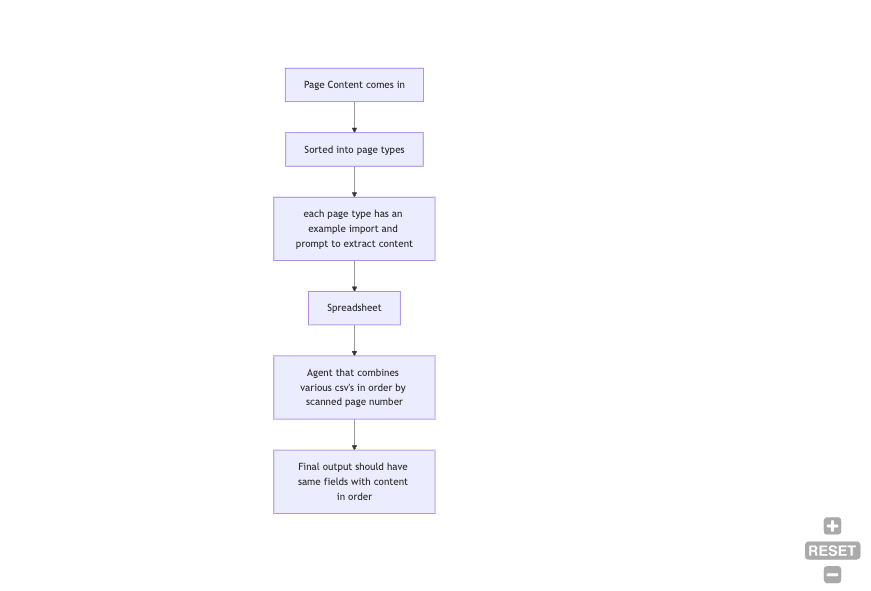 Page Content comes in
Sorted into page types
each page type has an
example import and
prompt to extract content
Spreadsheet
Agent that combines
various csv's in order by
scanned page number
Final output should have
same fields with content
in order
RESET